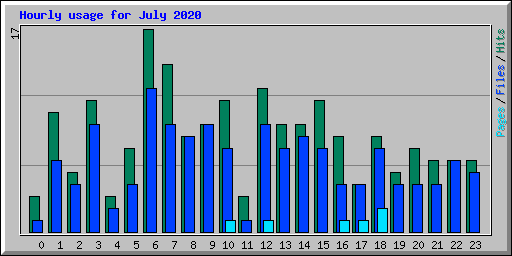 Hourly usage for July 2020
17
Pages/Files/Hits
0 1 2 3 4 5 6 7 8 9 10 11 12 13 14 15 16 17 18 19 20 21 22 23